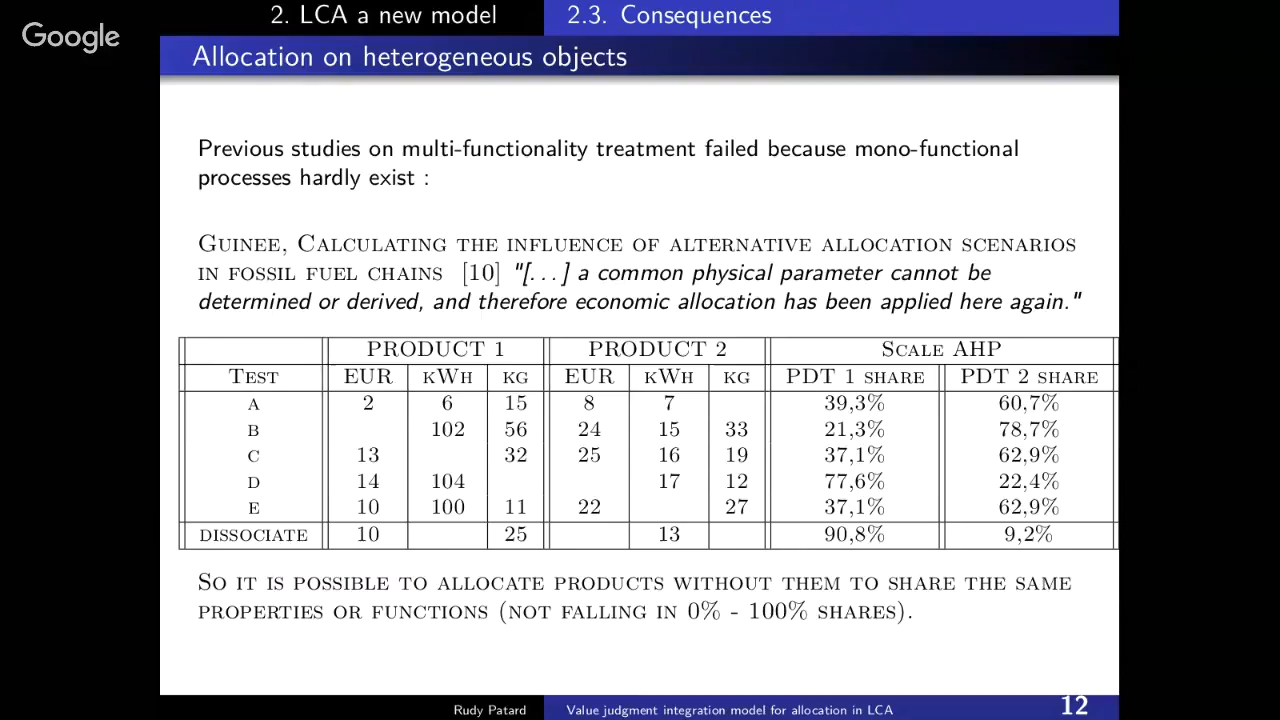 Google
2. LCA a new model 2.3. Consequences
Allocation on heterogeneous objects
Previous studies on multi-functionality treatment failed because mono-functional
processes hardly exist :
Guinee, Calculating the influence of alternative allocation scenarios
in fossil fuel chains [10] "[...] a common physical parameter cannot be
determined or derived, and therefore economic allocation has been applied here again."
PRODUCT 1 PRODUCT 2 Scale AHP
Test EUR kWh kg EUR kWh kg PDT 1 share PDT 2 share
a 2 6 15 8 7 39,3% 60,7%
b 102 56 24 15 33 21,3% 78,7%
c 13 32 25 16 19 37,1% 62,9%
d 14 104 17 12 77,6% 22,4%
e 10 100 11 22 27 37,1% 62,9%
dissociate 10 25 13 90,8% 9,2%
So it is possible to allocate products without them to share the same
properties or functions (not falling in 0% - 100% shares).
Rudy Patard Value judgment integration model for allocation in LCA 12